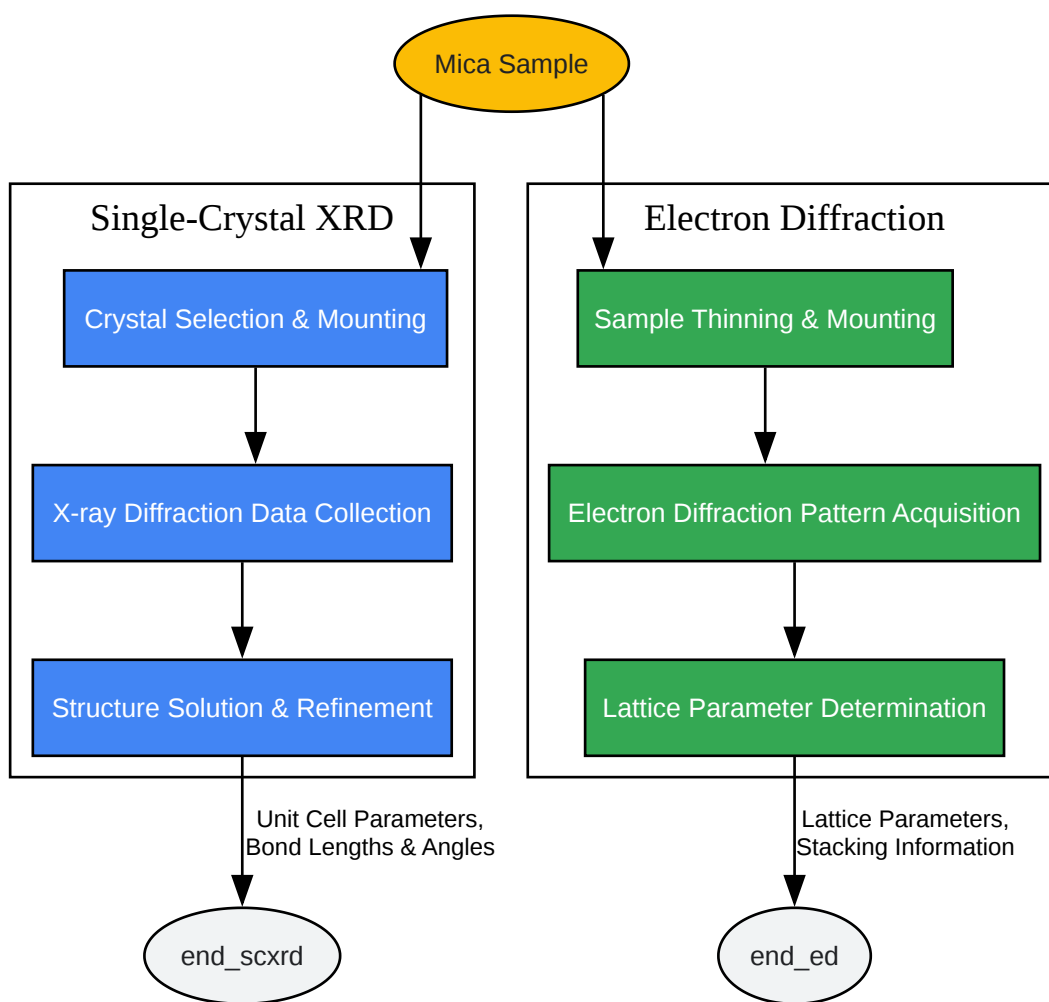 Mica Sample
Single-Crystal XRD
Crystal Selection & Mounting
X-ray Diffraction Data Collection
Structure Solution & Refinement
Unit Cell Parameters,
Bond Lengths & Angles
end_scxrd
Electron Diffraction
Sample Thinning & Mounting
Electron Diffraction Pattern Acquisition
Lattice Parameter Determination
Lattice Parameters,
Stacking Information
end_ed